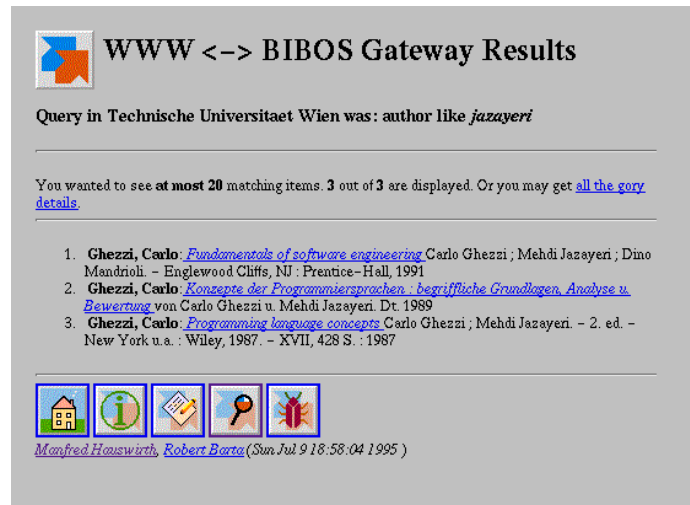 WWW <-> BIBOS Gateway Results
Query in Technische Universitaet Wien was: author like jazayeri
You wanted to see at most 20 matching items. 3 out of 3 are displayed. Or you may get all the gory
details.
1. Ghezzi, Carlo: Fundamentals of software engineering Carlo Ghezzi ; Mehdi Jazayeri ; Dino
Mandrioli. - Englewood Cliffs, NJ : Prentice-Hall, 1991
2. Ghezzi, Carlo: Konzepte der Programmiersprachen : begriffliche Grundlagen, Analyse u.
Bewertung von Carlo Ghezzi u. Mehdi Jazayeri. Dt. 1989
3. Ghezzi, Carlo: Programming language concepts Carlo Ghezzi ; Mehdi Jazayeri. - 2. ed. -
New York u.a. : Wiley, 1987. - XVII, 428 S. : 1987
Manfred Hauswirth, Robert Barta (Sun Jul 9 18:58:04 1995 )